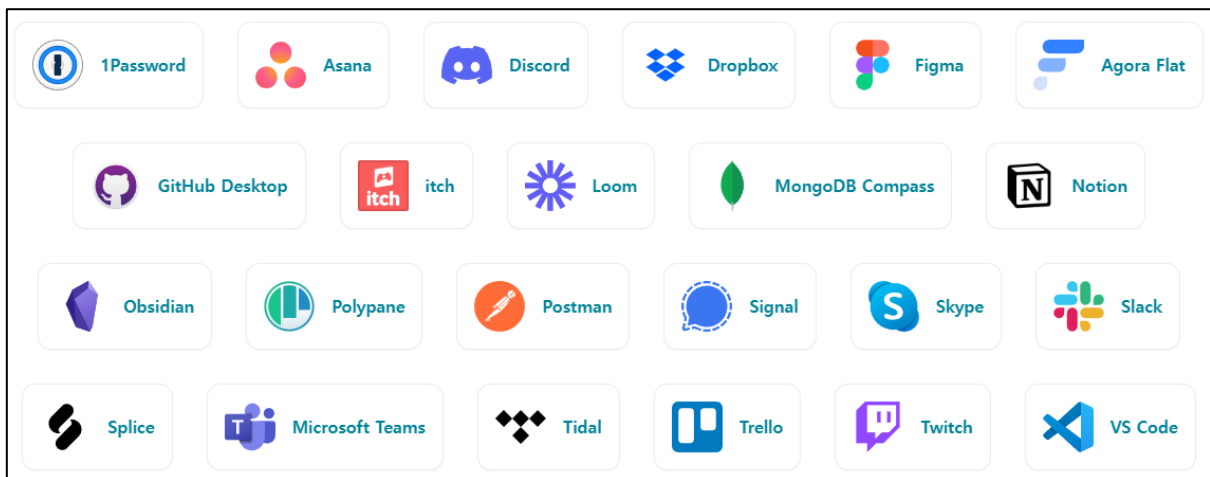 1Password Asana Discord Dropbox Figma Agora Flat
GitHub Desktop itch itch Loom MongoDB Compass N Notion
Obsidian Polypane Postman Signal S Skype Slack
Splice T Microsoft Teams Tidal Trello Twitch VS Code